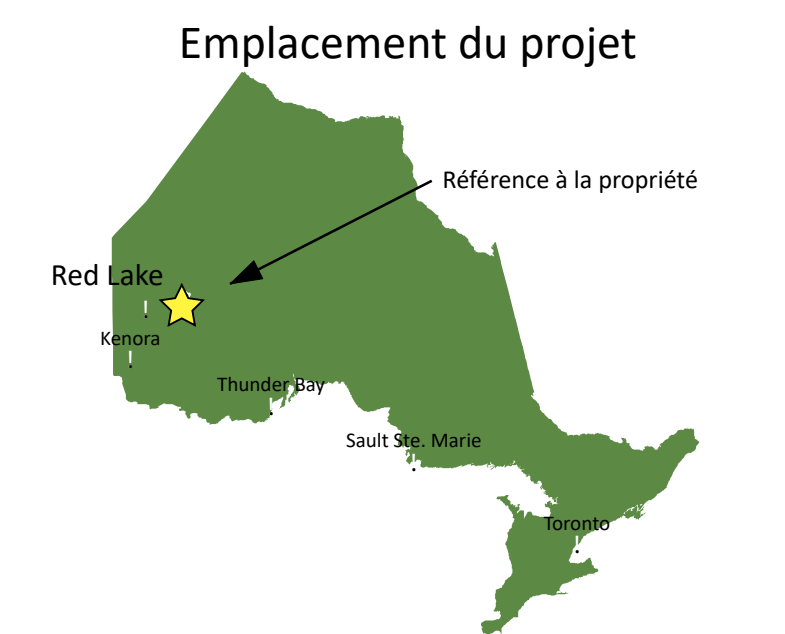 Emplacement du projet
Référence à la propriété
Red Lake
Kenora
Thunder Bay
Sault Ste. Marie
Toronto